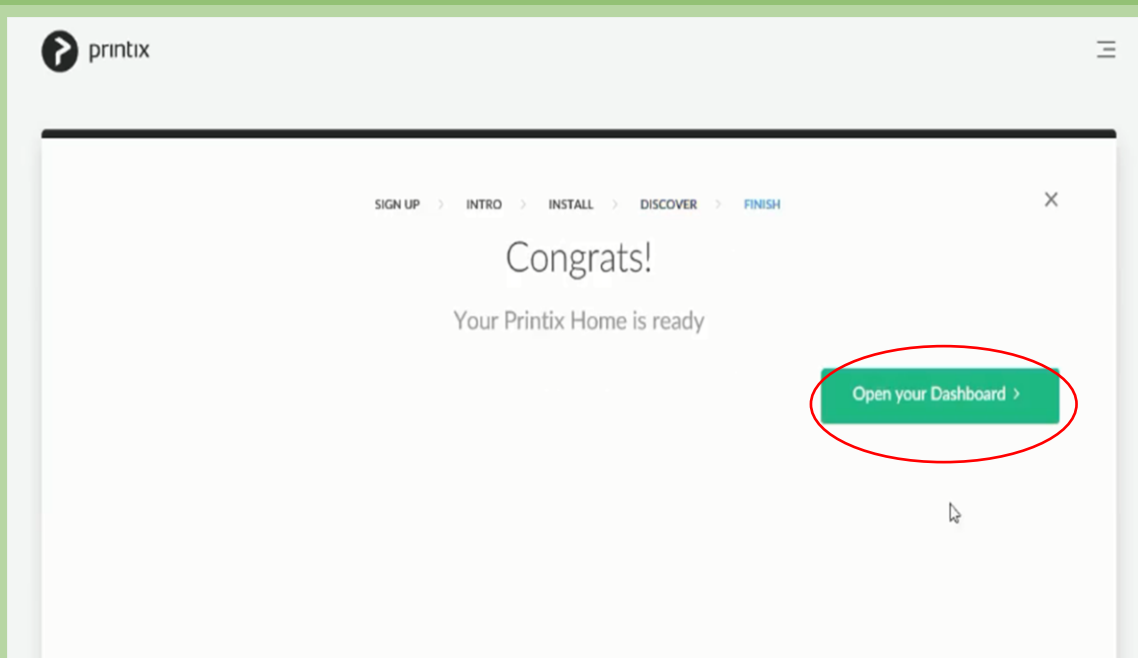 printix
SIGN UP > INTRO > INSTALL > DISCOVER > FINISH
Congrats!
Your Printix Home is ready
Open your Dashboard >